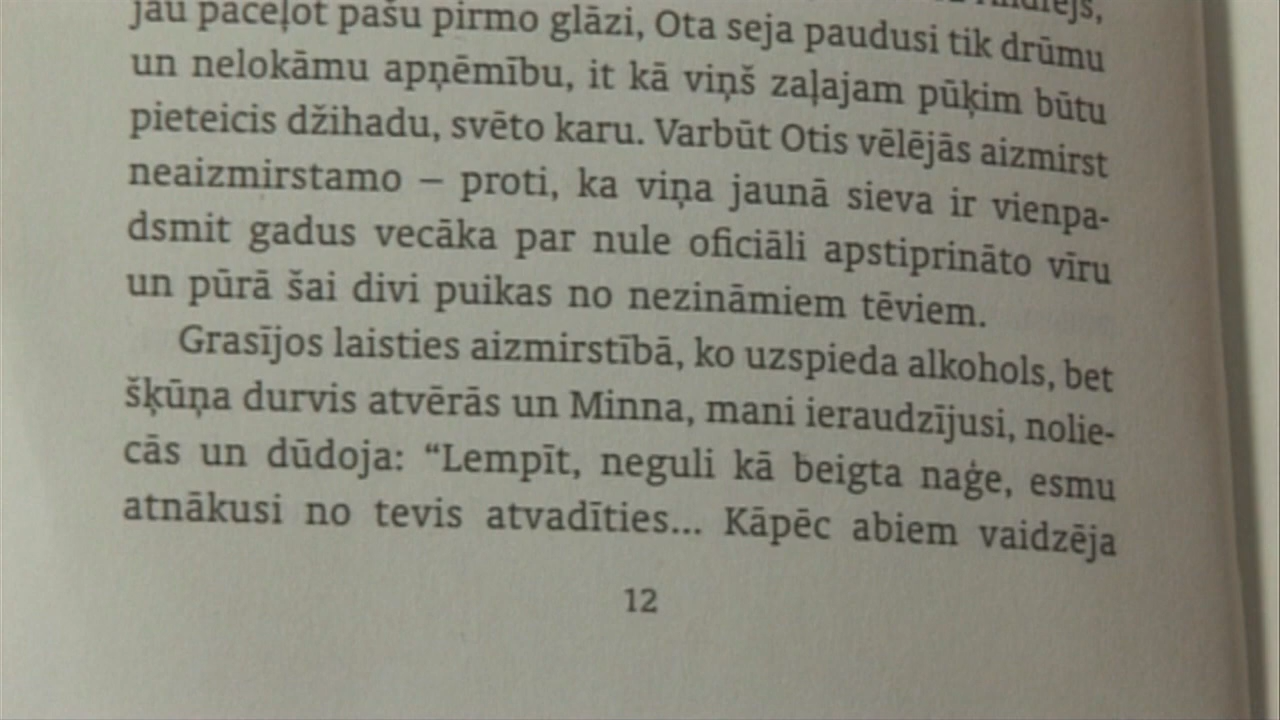 jau paceļot pašu pirmo glāzi, Ota seja paudusi tik drūmu
un nelokāmu apņēmību, it kā viņš zaļajam pūķim būtu
pieteicis džihadu, svēto karu. Varbūt Otis vēlējās aizmirst
neaizmirstamo – proti, ka viņa jaunā sieva ir vienpa-
dsmit gadus vecāka par nule oficiāli apstiprināto vīru
un pūrā šai divi puikas no nezināmiem tēviem.
Grasījos laisties aizmirstībā, ko uzspieda alkohols, bet
šķūņa durvis atvērās un Minna, mani ieraudzījusi, nolie-
cās un dūdoja: “Lempīt, neguli kā beigta naģe, esmu
atnākusi no tevis atvadīties... Kāpēc abiem vaidzēja
12